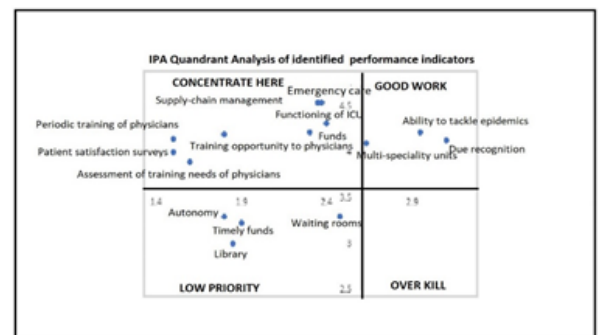 IPA Quandrant Analysis of identified performance indicators
CONCENTRATE HERE
GOOD WORK
Emergency care
Supply-chain management
4.5
Functioning of ICU
Ability to tackle epidemics
Periodic training of physicians
Funds
Training opportunity to physicians
4
Due recognition
Patient satisfaction surveys
Multi-speciality units
Assessment of training needs of physicians
1.4
1.9
2.4
3.5
2.9
Autonomy
Waiting rooms
Timely funds
3
Library
LOW PRIORITY
2.5
OVER KILL